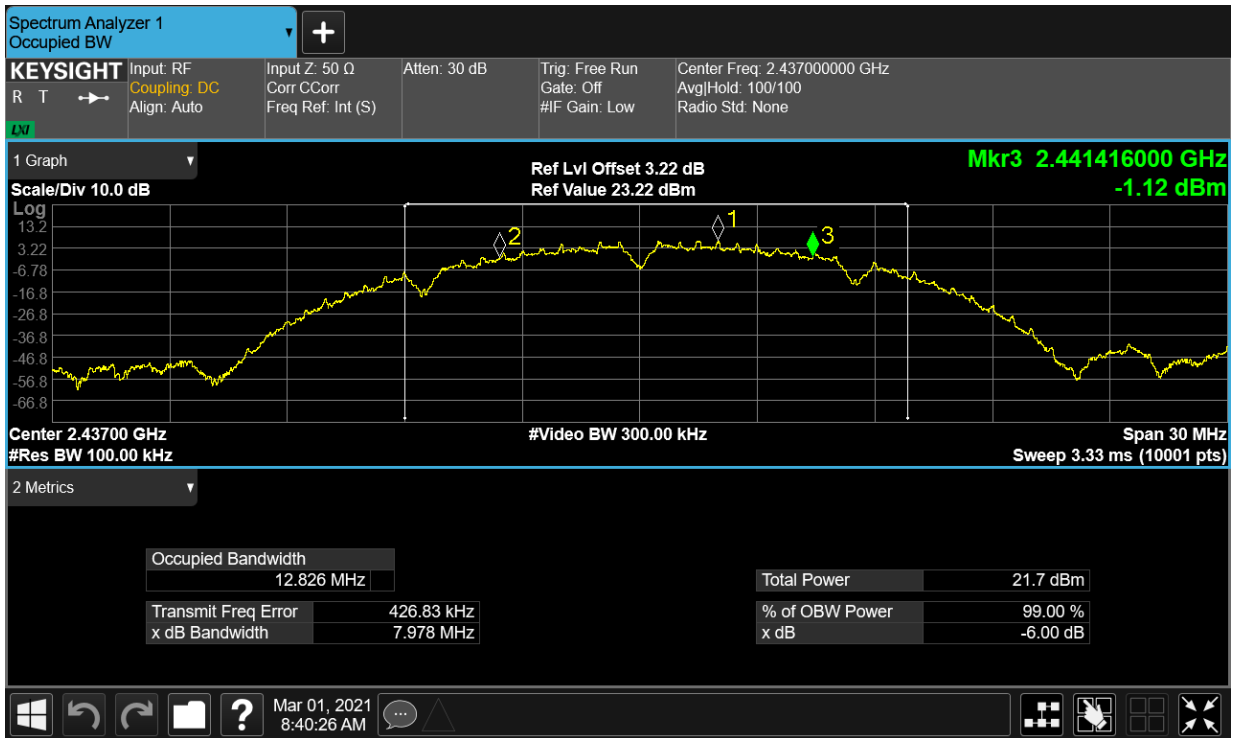 Spectrum Analyzer 1
Occupied BW
KEYSIGHT
R T
LXI
Input: RF
Coupling: DC
Align: Auto
Input Z: 50 Ω
Corr CCorr
Freq Ref: Int (S)
Atten: 30 dB
Trig: Free Run
Gate: Off
#IF Gain: Low
Center Freq: 2.437000000 GHz
Avg|Hold: 100/100
Radio Std: None
1 Graph
Scale/Div 10.0 dB
Ref Lvl Offset 3.22 dB
Ref Value 23.22 dBm
Mkr3 2.441416000 GHz
-1.12 dBm
Log
13.2
3.22
-6.78
-16.8
-26.8
-36.8
-46.8
-56.8
-66.8
2
1
3
Center 2.43700 GHz
#Video BW 300.00 kHz
Span 30 MHz
#Res BW 100.00 kHz
Sweep 3.33 ms (10001 pts)
2 Metrics
Occupied Bandwidth
12.826 MHz
Transmit Freq Error 426.83 kHz
x dB Bandwidth 7.978 MHz
Total Power 21.7 dBm
% of OBW Power 99.00 %
x dB -6.00 dB
?
Mar 01, 2021
8:40:26 AM